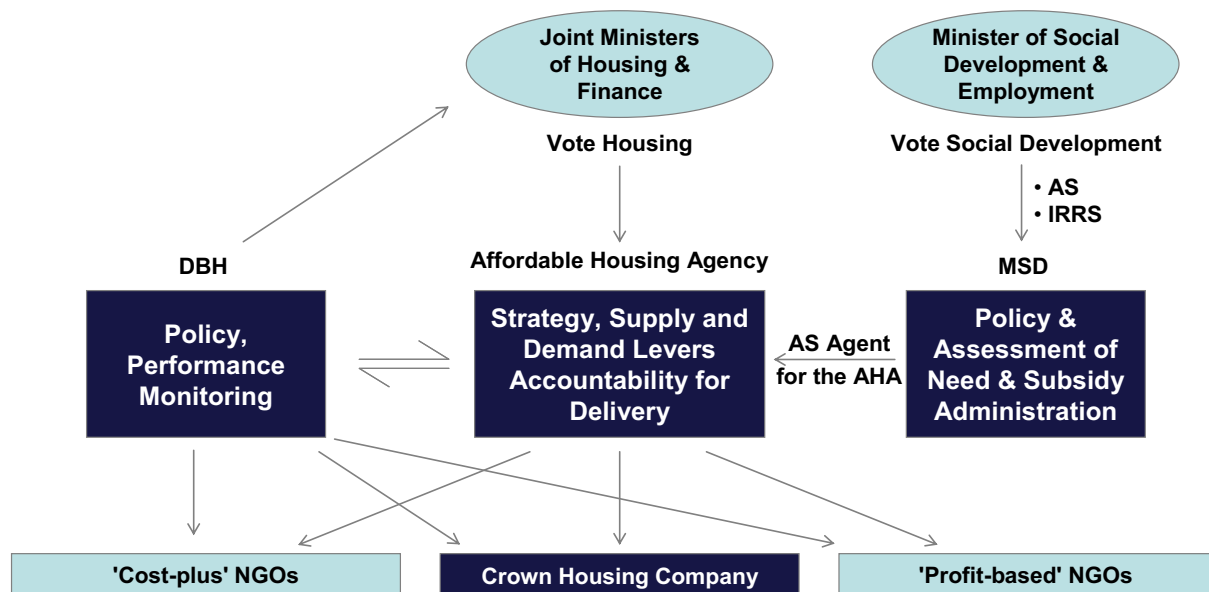 Joint Ministers
of Housing &
Finance
Minister of Social
Development &
Employment
Vote Housing
Vote Social Development
• AS
• IRRS
DBH
Affordable Housing Agency
MSD
Policy,
Performance
Monitoring
Strategy, Supply and
Demand Levers
Accountability for
Delivery
AS Agent
for the AHA
Policy &
Assessment of
Need & Subsidy
Administration
'Cost-plus' NGOs
Crown Housing Company
'Profit-based' NGOs